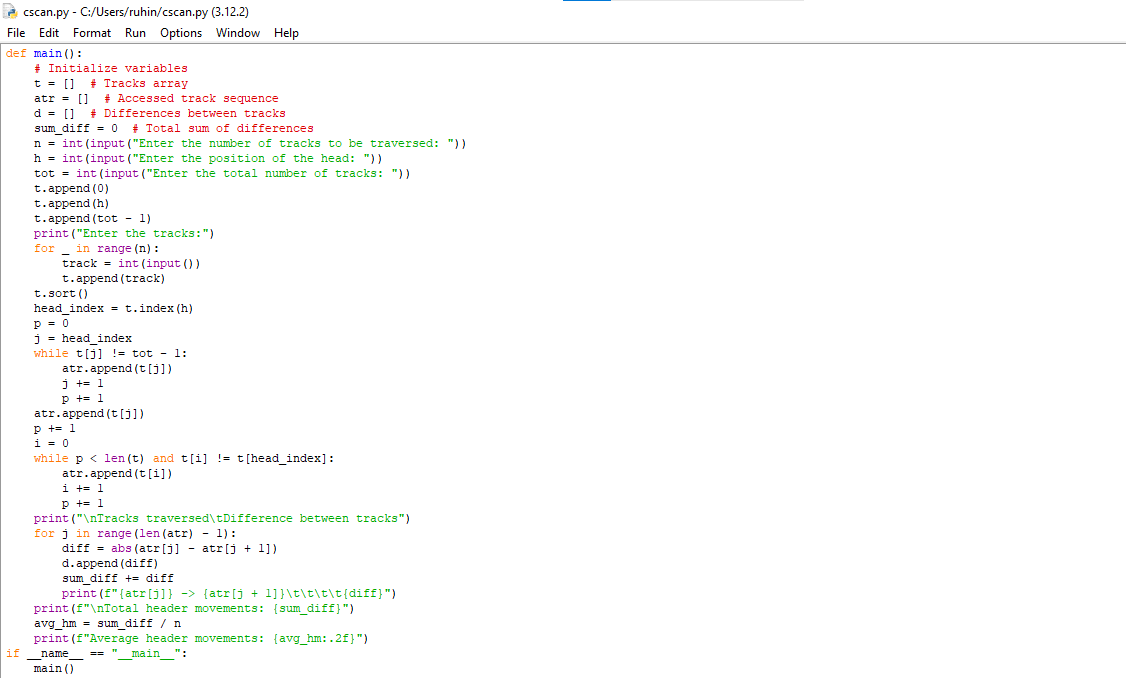 cscan.py - C:/Users/ruhin/cscan.py (3.12.2)
File Edit Format Run Options Window Help
def main():
    # Initialize variables
    t = []  # Tracks array
    atr = []  # Accessed track sequence
    d = []  # Differences between tracks
    sum_diff = 0  # Total sum of differences
    n = int(input("Enter the number of tracks to be traversed: "))
    h = int(input("Enter the position of the head: "))
    tot = int(input("Enter the total number of tracks: "))
    t.append(0)
    t.append(h)
    t.append(tot - 1)
    print("Enter the tracks:")
    for _ in range(n):
        track = int(input())
        t.append(track)
    t.sort()
    head_index = t.index(h)
    p = 0
    j = head_index
    while t[j] != tot - 1:
        atr.append(t[j])
        j += 1
        p += 1
    atr.append(t[j])
    p += 1
    i = 0
    while p < len(t) and t[i] != t[head_index]:
        atr.append(t[i])
        i += 1
        p += 1
    print("\nTracks traversed\tDifference between tracks")
    for j in range(len(atr) - 1):
        diff = abs(atr[j] - atr[j + 1])
        d.append(diff)
        sum_diff += diff
        print(f"{atr[j]} -> {atr[j + 1]}\t\t\t\t{diff}")
    print(f"\nTotal header movements: {sum_diff}")
    avg_hm = sum_diff / n
    print(f"Average header movements: {avg_hm:.2f}")
if __name__ == "__main__":
    main()